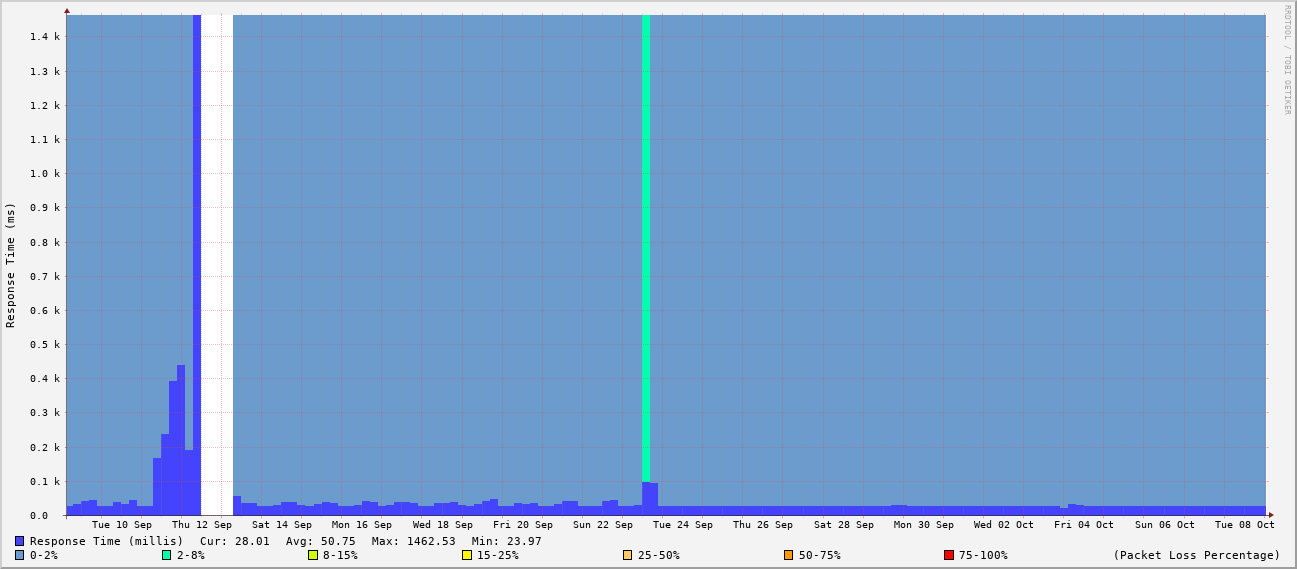 RRDTOOL / TOBI OETIKER
Response Time (ms)
1.4 k
1.3 k
1.2 k
1.1 k
1.0 k
0.9 k
0.8 k
0.7 k
0.6 k
0.5 k
0.4 k
0.3 k
0.2 k
0.1 k
0.0
Tue 10 Sep Thu 12 Sep Sat 14 Sep Mon 16 Sep Wed 18 Sep Fri 20 Sep Sun 22 Sep Tue 24 Sep Thu 26 Sep Sat 28 Sep Mon 30 Sep Wed 02 Oct Fri 04 Oct Sun 06 Oct Tue 08 Oct
Response Time (millis) Cur: 28.01 Avg: 50.75 Max: 1462.53 Min: 23.97
0-2% 2-8% 8-15% 15-25% 25-50% 50-75% 75-100% (Packet Loss Percentage)